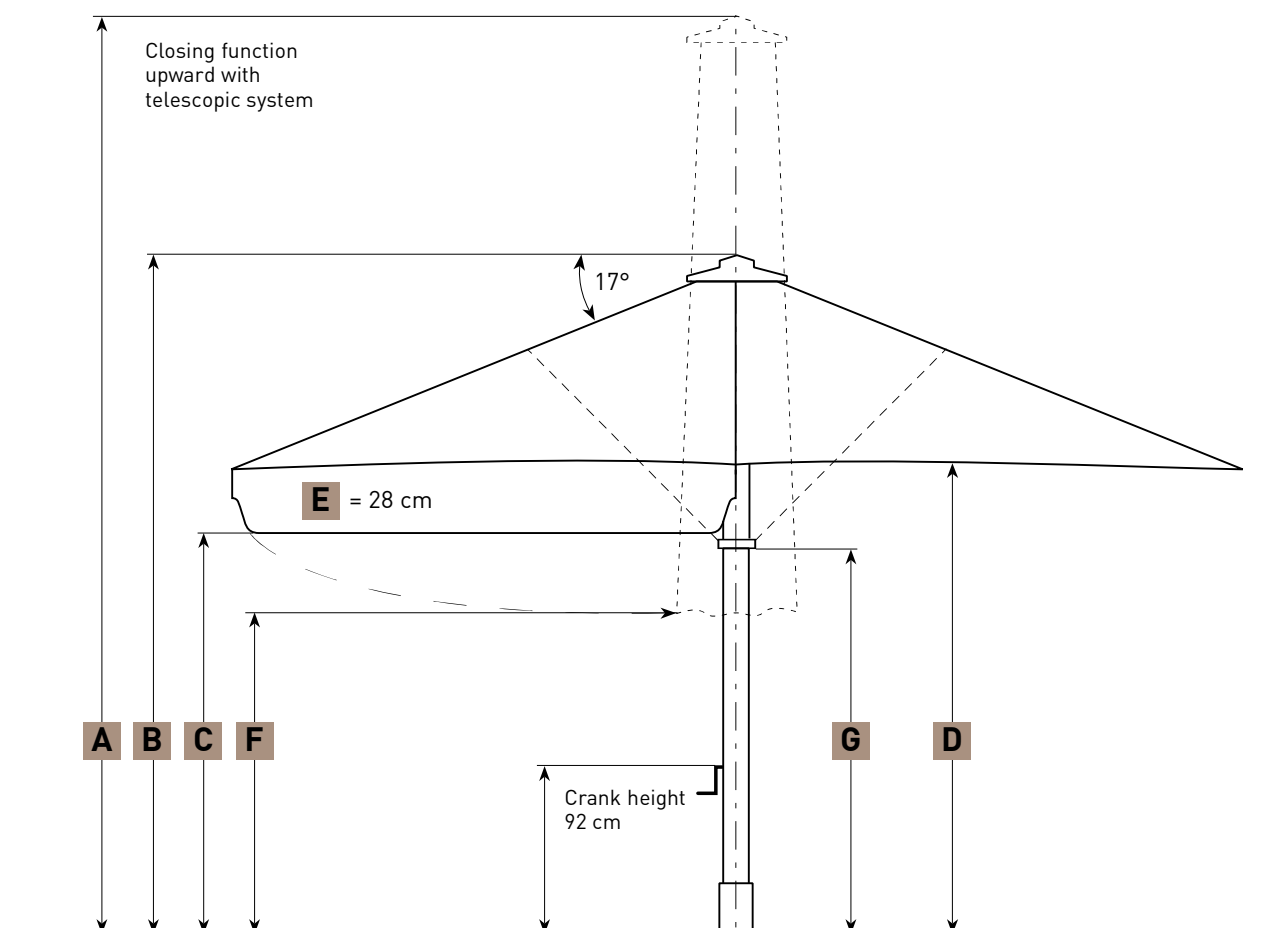 Closing function
upward with
telescopic system
17°
E = 28 cm
A B C F G D
Crank height
92 cm